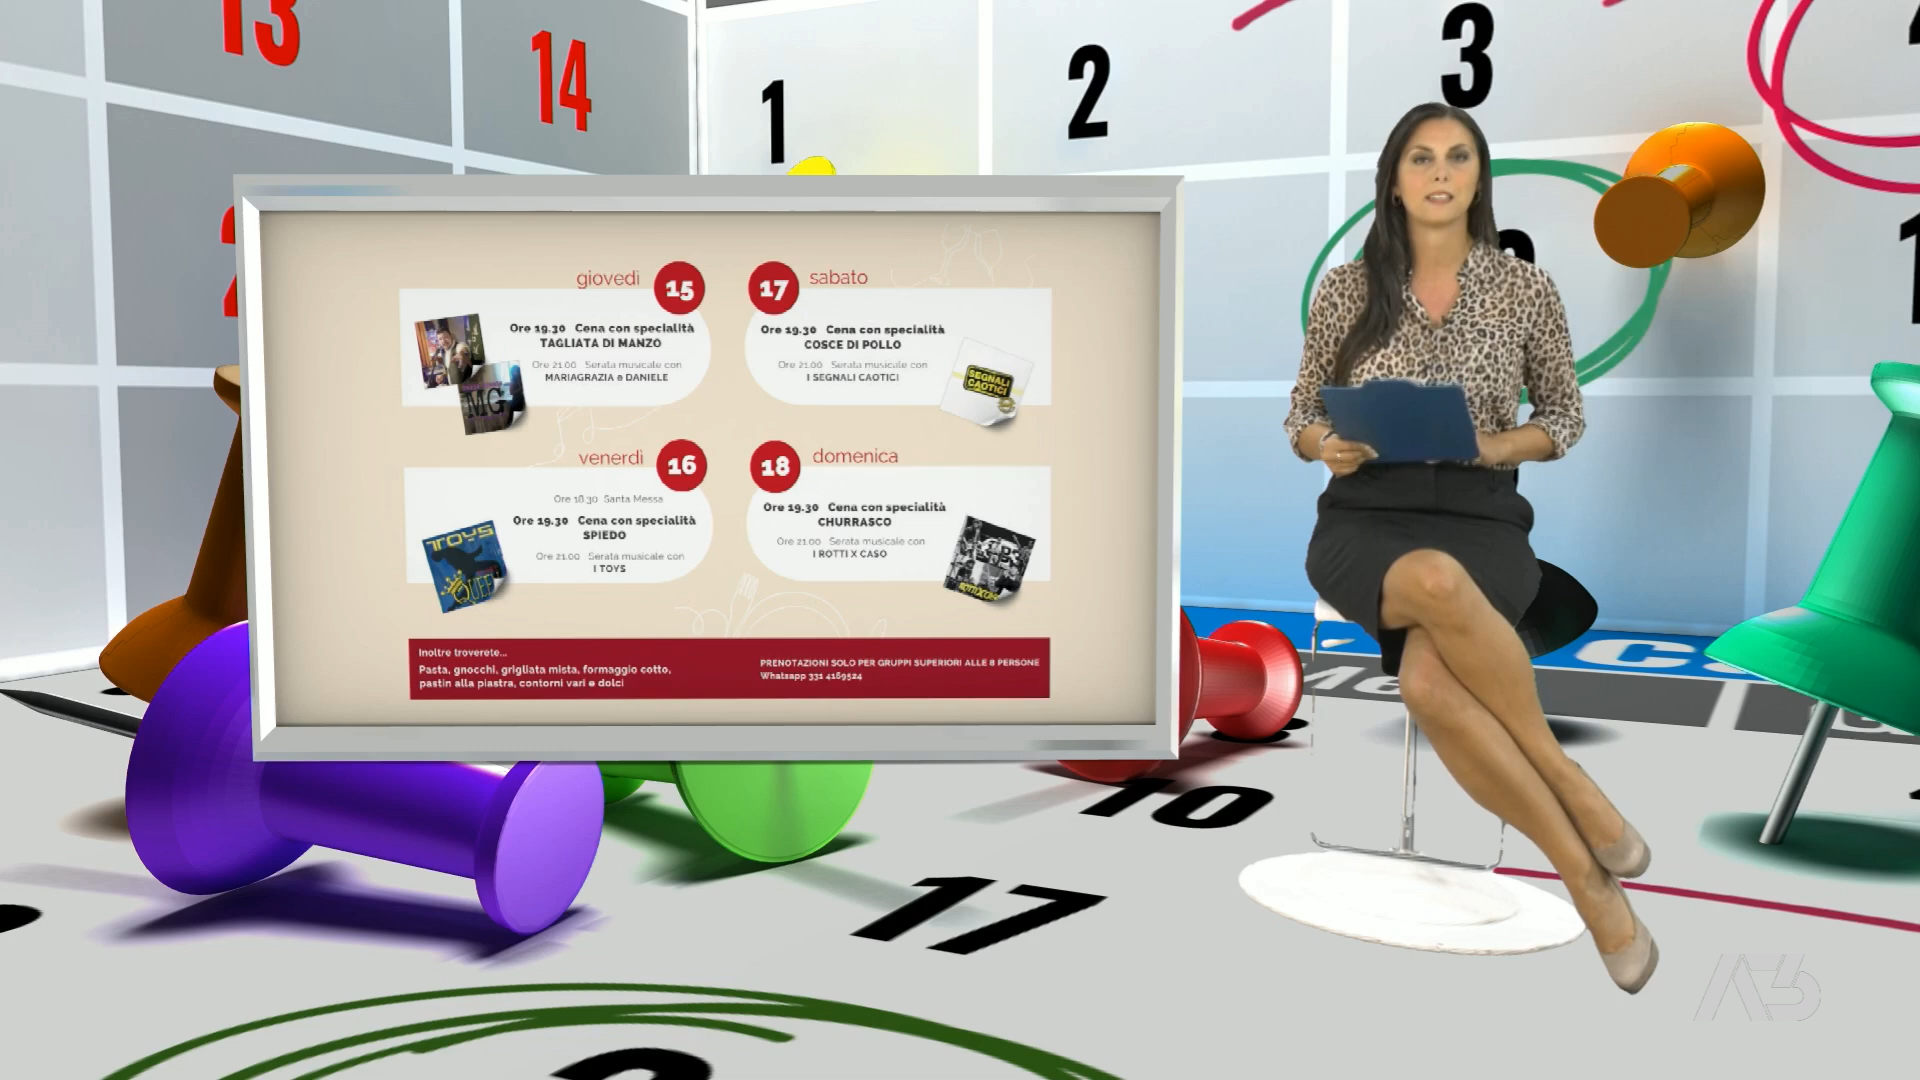 13
14
1
2
3
giovedì
15
Ore 19.30 Cena con specialità
TAGLIATA DI MANZO
Ore 21.00 Serata musicale con
MARIAGRAZIA e DANIELE
MG
17
sabato
Ore 19.30 Cena con specialità
COSCE DI POLLO
Ore 21.00 Serata musicale con
I SEGNALI CAOTICI
SEGNALI
CAOTICI
venerdì
16
Ore 18.30 Santa Messa
Ore 19.30 Cena con specialità
SPIEDO
Ore 21.00 Serata musicale con
I TOYS
TOYS
18
domenica
Ore 19.30 Cena con specialità
CHURRASCO
Ore 21.00 Serata musicale con
I ROTTI X CASO
Inoltre troverete...
Pasta, gnocchi, grigliata mista, formaggio cotto,
pastin alla piastra, contorni vari e dolci
PRENOTAZIONI SOLO PER GRUPPI SUPERIORI ALLE 8 PERSONE
Whatsapp 331 4169524
10
17
A3